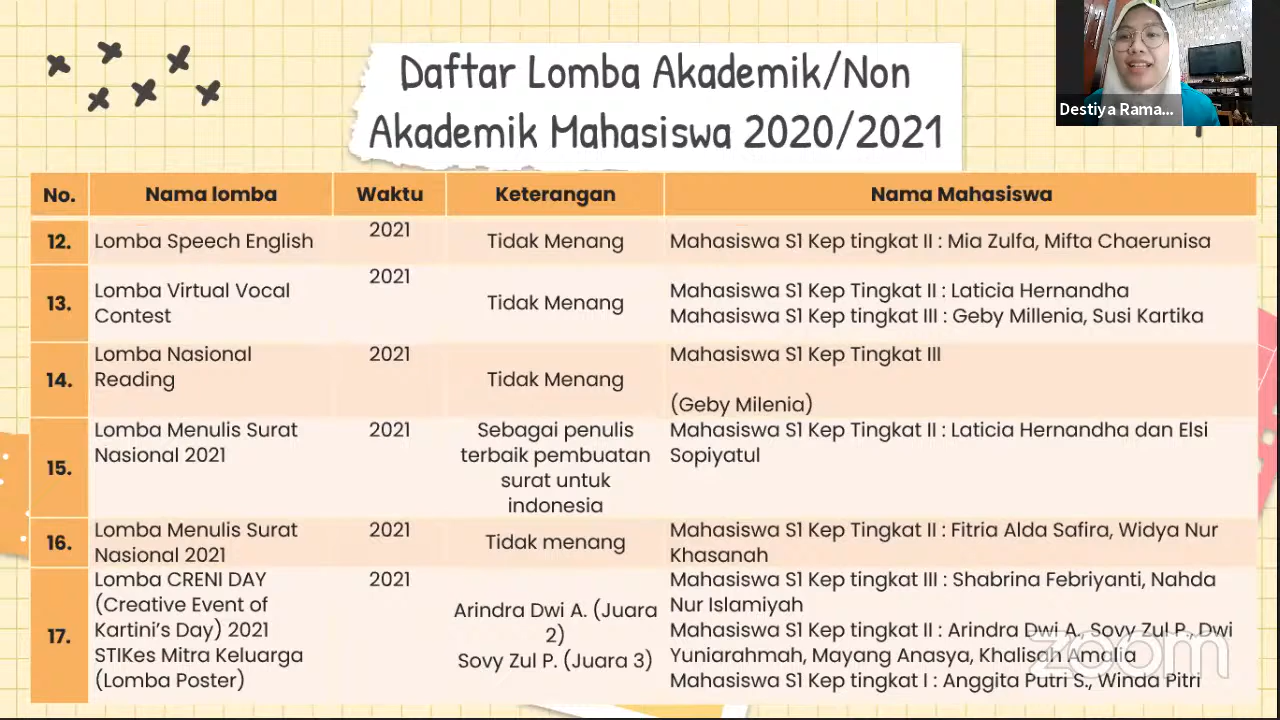 Daftar Lomba Akademik/Non
Akademik Mahasiswa 2020/2021
Destiya Rama...
No. Nama lomba Waktu Keterangan Nama Mahasiswa
12. Lomba Speech English 2021 Tidak Menang Mahasiswa S1 Kep tingkat II : Mia Zulfa, Mifta Chaerunisa
13. Lomba Virtual Vocal
Contest
2021
Tidak Menang
Mahasiswa S1 Kep Tingkat II : Laticia Hernandha
Mahasiswa S1 Kep tingkat III : Geby Millenia, Susi Kartika
14. Lomba Nasional
Reading
2021
Tidak Menang
Mahasiswa S1 Kep Tingkat III
(Geby Milenia)
15. Lomba Menulis Surat
Nasional 2021
2021
Sebagai penulis
terbaik pembuatan
surat untuk
indonesia
Mahasiswa S1 Kep Tingkat II : Laticia Hernandha dan Elsi
Sopiyatul
16. Lomba Menulis Surat
Nasional 2021
2021
Tidak menang
Mahasiswa S1 Kep Tingkat II : Fitria Alda Safira, Widya Nur
Khasanah
17. Lomba CRENI DAY
(Creative Event of
Kartini's Day) 2021
STIKes Mitra Keluarga
(Lomba Poster)
2021
Arindra Dwi A. (Juara
2)
Sovy Zul P. (Juara 3)
Mahasiswa S1 Kep tingkat III : Shabrina Febriyanti, Nahda
Nur Islamiyah
Mahasiswa S1 Kep tingkat II : Arindra Dwi A., Sovy Zul P., Dwi
Yuniarahmah, Mayang Anasya, Khalisah Amalia
Mahasiswa S1 Kep tingkat I : Anggita Putri S., Winda Pitri
zoom